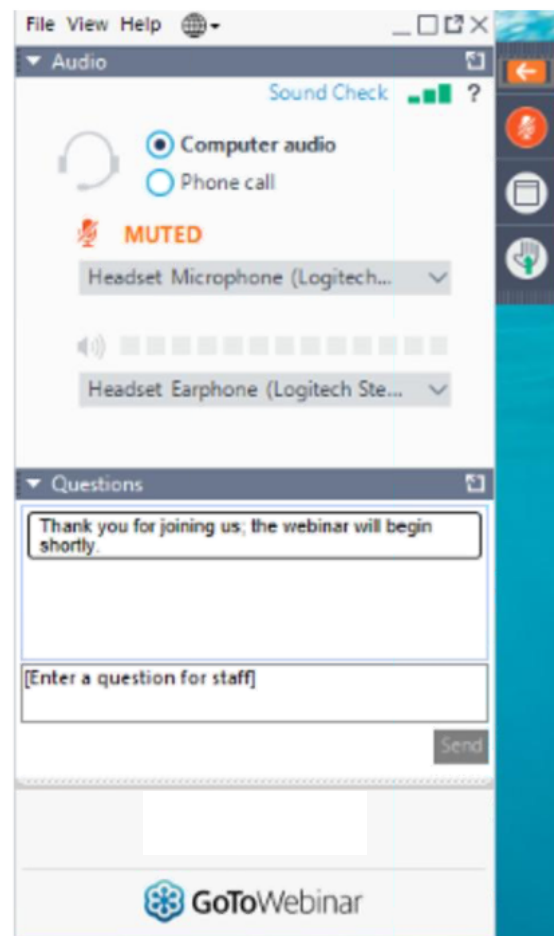 File View Help
Audio
Sound Check ?
Computer audio
Phone call
MUTED
Headset Microphone (Logitech...
Headset Earphone (Logitech Ste...
Questions
Thank you for joining us; the webinar will begin
shortly.
[Enter a question for staff]
Send
GoToWebinar